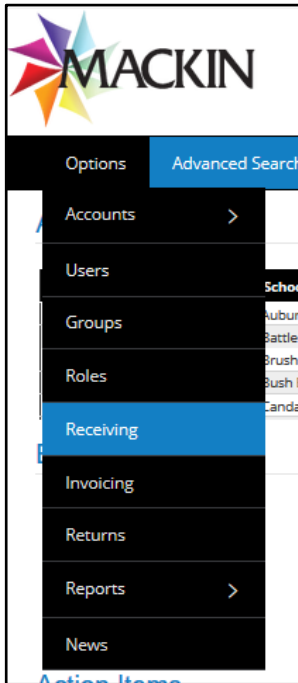 MACKIN
Options Advanced Search
Accounts >
Users
Groups
Roles
Receiving
Invoicing
Returns
Reports >
News
Action Items